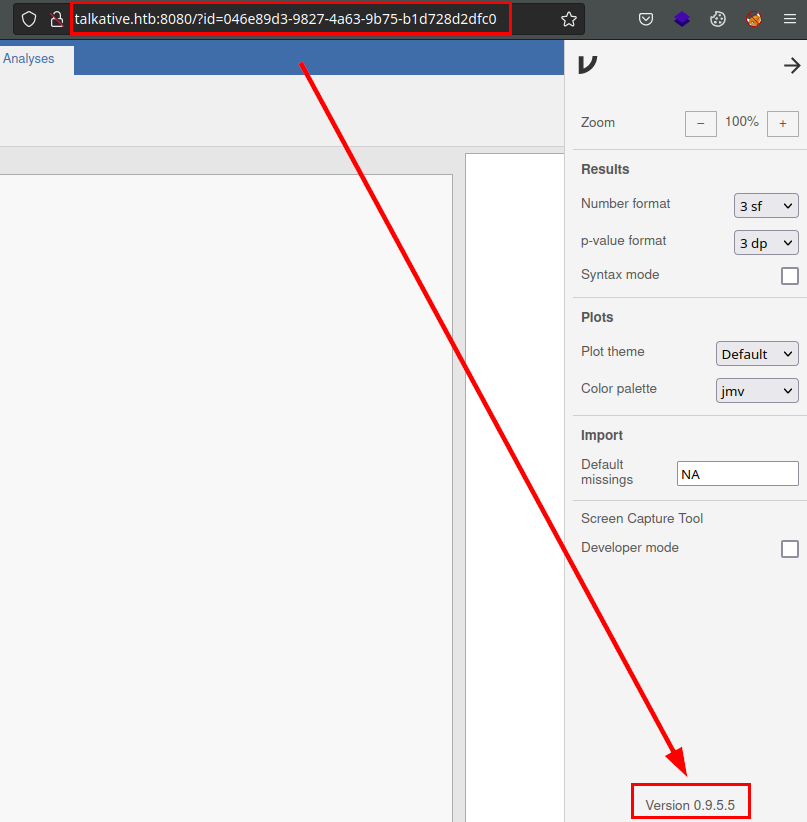 talkative.htb:8080/?id=046e89d3-9827-4a63-9b75-b1d728d2dfc0
Analyses
Zoom − 100% +
Results
Number format 3 sf
p-value format 3 dp
Syntax mode
Plots
Plot theme Default
Color palette jmv
Import
Default
missings NA
Screen Capture Tool
Developer mode
Version 0.9.5.5